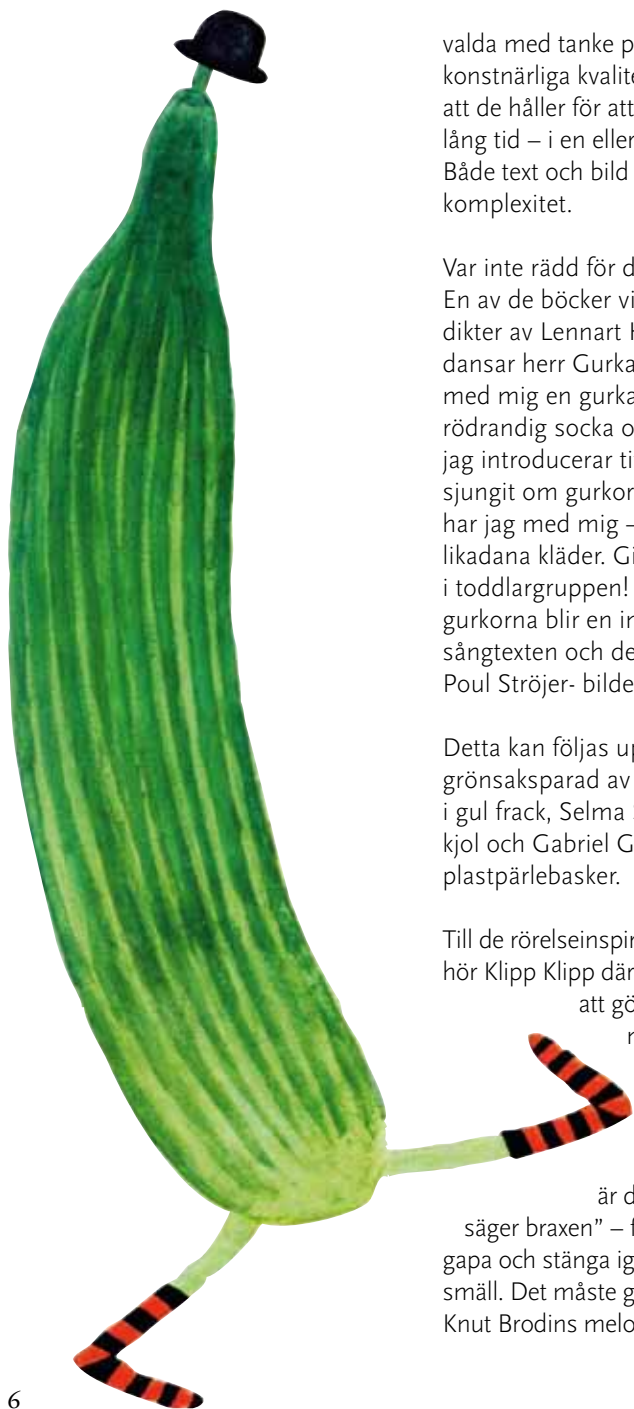 valda med tanke p
konstnärliga kvalite
att de håller för att
lång tid – i en eller
Både text och bild
komplexitet.
Var inte rädd för d
En av de böcker vi
dikter av Lennart H
dansar herr Gurka
med mig en gurka
rödrandig socka o
jag introducerar ti
sjungit om gurkor
har jag med mig –
likadana kläder. Gi
i toddlargruppen!
gurkorna blir en in
sångtexten och de
Poul Ströjer- bilde
Detta kan följas up
grönsaksparad av
i gul frack, Selma S
kjol och Gabriel G
plastpärlebasker.
Till de rörelseinspir
hör Klipp Klipp där
att gö
är d
säger braxen” – f
gapa och stänga ig
smäll. Det måste g
Knut Brodins melo
6